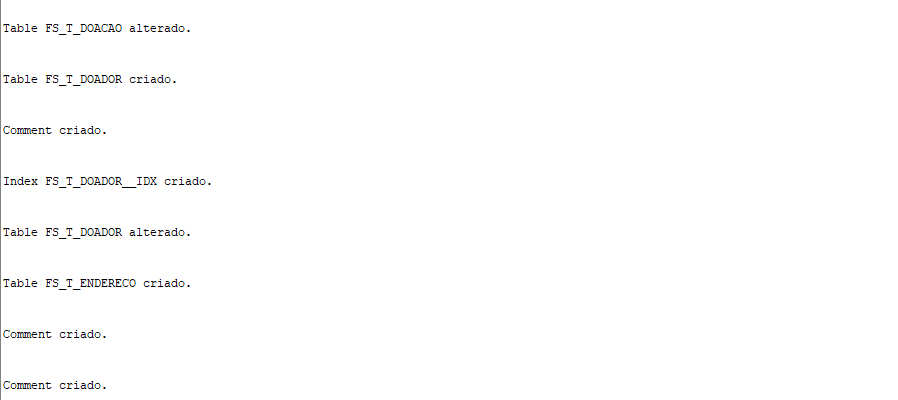 Table FS_T_DOACAO alterado.
Table FS_T_DOADOR criado.
Comment criado.
Index FS_T_DOADOR__IDX criado.
Table FS_T_DOADOR alterado.
Table FS_T_ENDERECO criado.
Comment criado.
Comment criado.